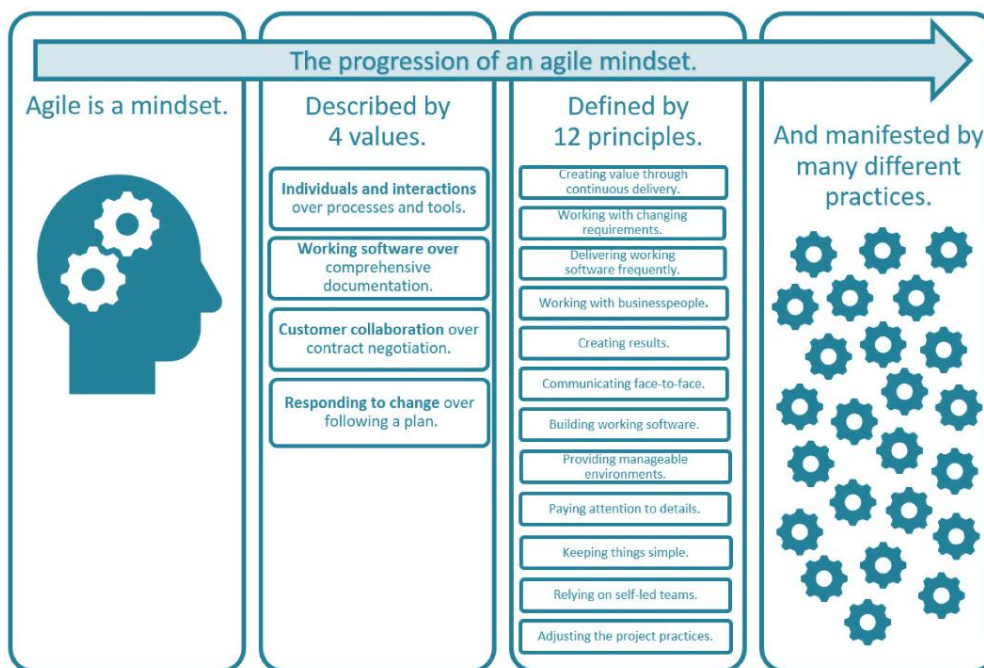 The progression of an agile mindset.
Agile is a mindset.
Described by
4 values.
Individuals and interactions
over processes and tools.
Working software over
comprehensive
documentation.
Customer collaboration over
contract negotiation.
Responding to change over
following a plan.
Defined by
12 principles.
Creating value through
continuous delivery.
Working with changing
requirements.
Delivering working
software frequently.
Working with businesspeople.
Creating results.
Communicating face-to-face.
Building working software.
Providing manageable
environments.
Paying attention to details.
Keeping things simple.
Relying on self-led teams.
Adjusting the project practices.
And manifested by
many different
practices.